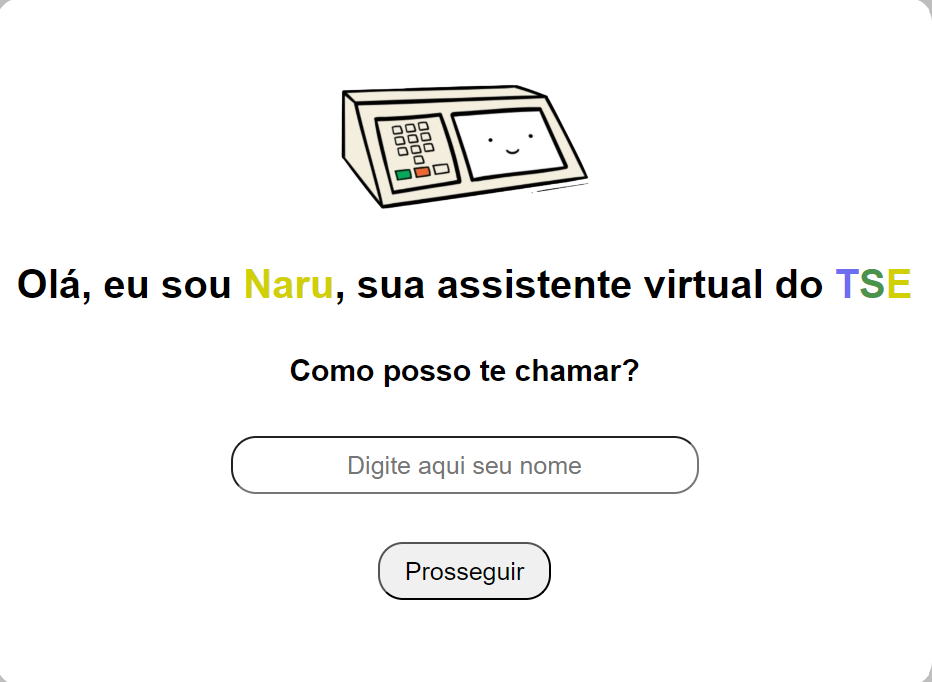 Olá, eu sou Naru, sua assistente virtual do TSE
Como posso te chamar?
Digite aqui seu nome
Prosseguir